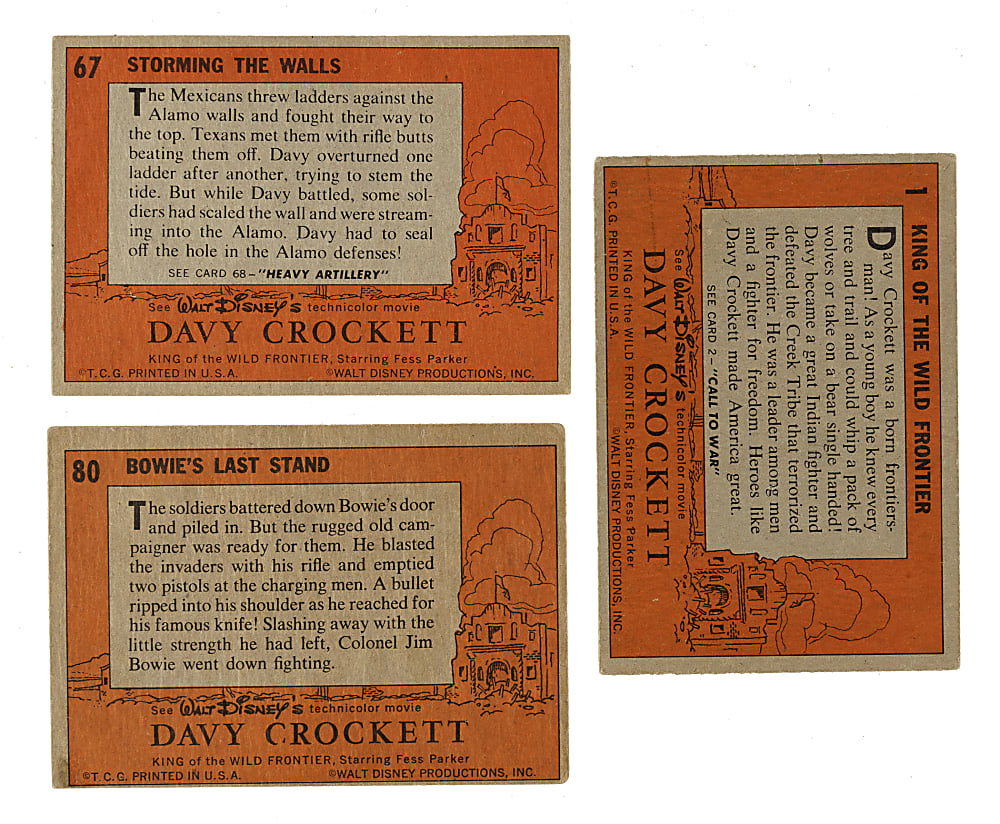 67 STORMING THE WALLS
The Mexicans threw ladders against the
Alamo walls and fought their way to
the top. Texans met them with rifle butts
beating them off. Davy overturned one
ladder after another, trying to stem the
tide. But while Davy battled, some sol-
diers had scaled the wall and were stream-
ing into the Alamo. Davy had to seal
off the hole in the Alamo defenses!
SEE CARD 68-"HEAVY ARTILLERY"
See WALT DISNEY'S technicolor movie
DAVY CROCKETT
KING of the WILD FRONTIER, Starring Fess Parker
©T.C.G. PRINTED IN U.S.A. ©WALT DISNEY PRODUCTIONS, INC.
80 BOWIE'S LAST STAND
The soldiers battered down Bowie's door
and piled in. But the rugged old cam-
paigner was ready for them. He blasted
the invaders with his rifle and emptied
two pistols at the charging men. A bullet
ripped into his shoulder as he reached for
his famous knife! Slashing away with the
little strength he had left, Colonel Jim
Bowie went down fighting.
See WALT DISNEY'S technicolor movie
DAVY CROCKETT
KING of the WILD FRONTIER, Starring Fess Parker
©T.C.G. PRINTED IN U.S.A. ©WALT DISNEY PRODUCTIONS, INC.
1 KING OF THE WILD FRONTIER
Davy Crockett was a born frontiers-
man! As a young boy he knew every
tree and trail and could whip a pack of
wolves or take on a bear single handed!
Davy became a great Indian fighter and
defeated the Creek Tribe that terrorized
the frontier. He was a leader among men
and a fighter for freedom. Heroes like
Davy Crockett made America great.
SEE CARD 2-"CALL TO WAR"
See WALT DISNEY'S technicolor movie
DAVY CROCKETT
KING of the WILD FRONTIER, Starring Fess Parker
©T.C.G. PRINTED IN U.S.A. ©WALT DISNEY PRODUCTIONS, INC.